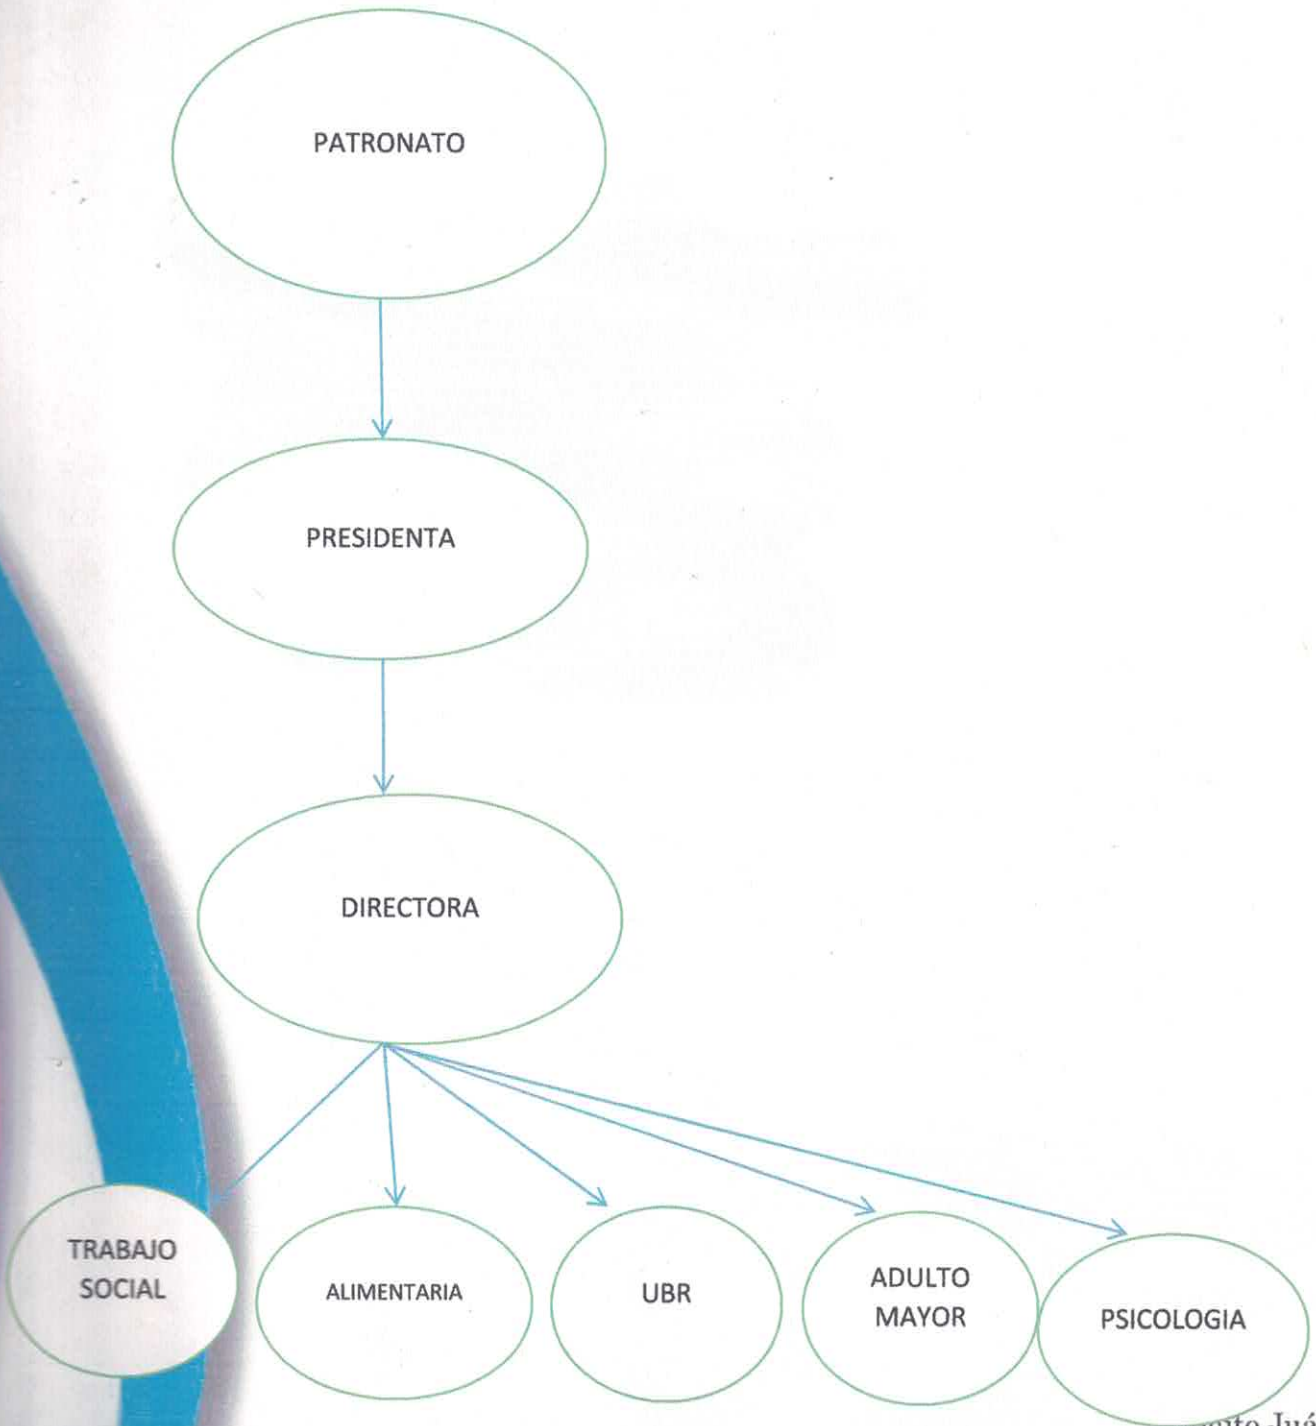 PATRONATO
PRESIDENTA
DIRECTORA
TRABAJO
SOCIAL
ALIMENTARIA
UBR
ADULTO
MAYOR
PSICOLOGIA